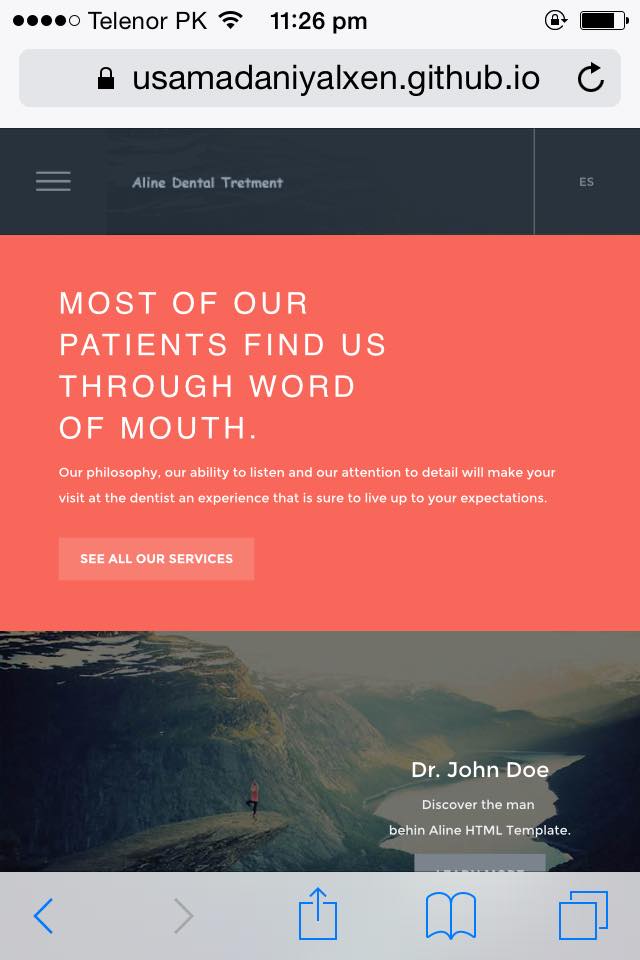 Telenor PK 11:26 pm
usamadaniyalxen.github.io
Aline Dental Tretment
ES
MOST OF OUR
PATIENTS FIND US
THROUGH WORD
OF MOUTH.
Our philosophy, our ability to listen and our attention to detail will make your
visit at the dentist an experience that is sure to live up to your expectations.
SEE ALL OUR SERVICES
Dr. John Doe
Discover the man
behin Aline HTML Template.